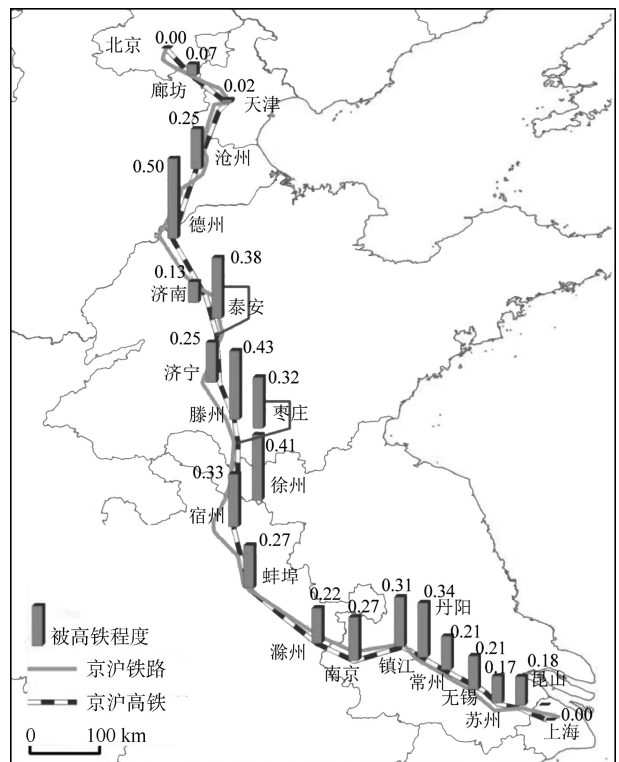 0.00
北京
0.07
廊坊
0.02
天津
0.25
沧州
0.50
德州
0.13
济南
0.38
泰安
0.25
济宁
0.43
滕州
0.32
枣庄
0.41
徐州
0.33
宿州
0.27
蚌埠
0.22
滁州
0.27
南京
0.31
镇江
0.34
丹阳
0.21
常州
0.21
无锡
0.17
苏州
0.18
昆山
0.00
上海
被高铁程度
京沪铁路
京沪高铁
0 100 km